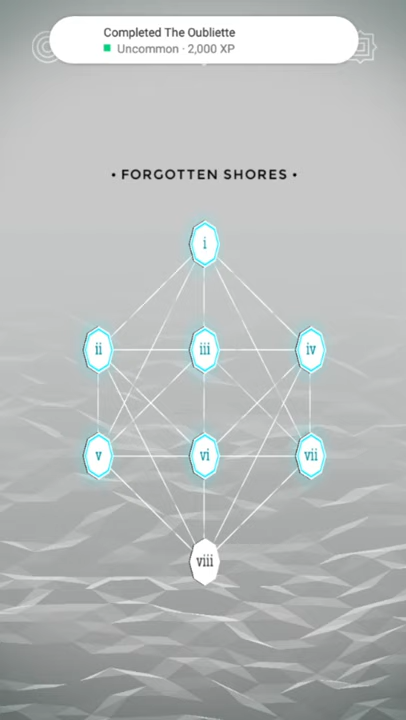 Completed The Oubliette
Uncommon · 2,000 XP
• FORGOTTEN SHORES •
i
ii
iii
iv
v
vi
vii
viii